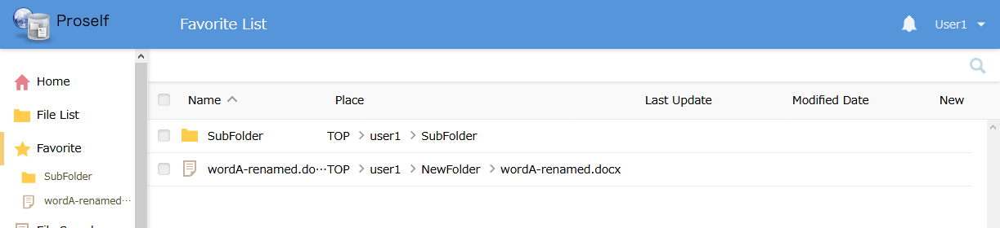 Proself
Favorite List
User1
Home
File List
Favorite
SubFolder
wordA-renamed···
Name Place Last Update Modified Date New
SubFolder TOP > user1 > SubFolder
wordA-renamed.do···TOP > user1 > NewFolder > wordA-renamed.docx